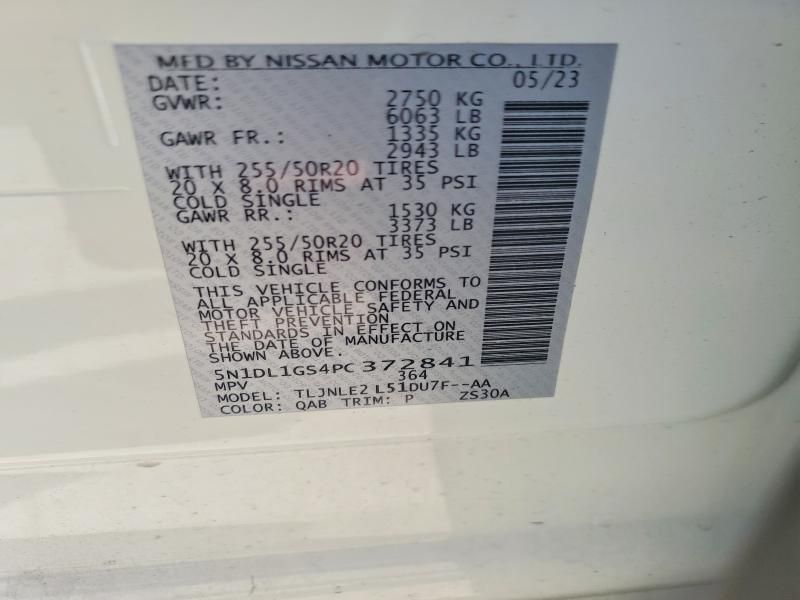 MFD BY NISSAN MOTOR CO., LTD.
DATE: 05/23
GVWR: 2750 KG
6063 LB
GAWR FR.: 1335 KG
2943 LB
WITH 255/50R20 TIRES
20 X 8.0 RIMS AT 35 PSI
COLD SINGLE
GAWR RR.: 1530 KG
3373 LB
WITH 255/50R20 TIRES
20 X 8.0 RIMS AT 35 PSI
COLD SINGLE
THIS VEHICLE CONFORMS TO
ALL APPLICABLE FEDERAL
MOTOR VEHICLE SAFETY AND
THEFT PREVENTION
STANDARDS IN EFFECT ON
THE DATE OF MANUFACTURE
SHOWN ABOVE.
5N1DL1GS4PC372841
MPV 364
MODEL: TLJNLE2 L51DU7F--AA
COLOR: QAB TRIM: P ZS30A